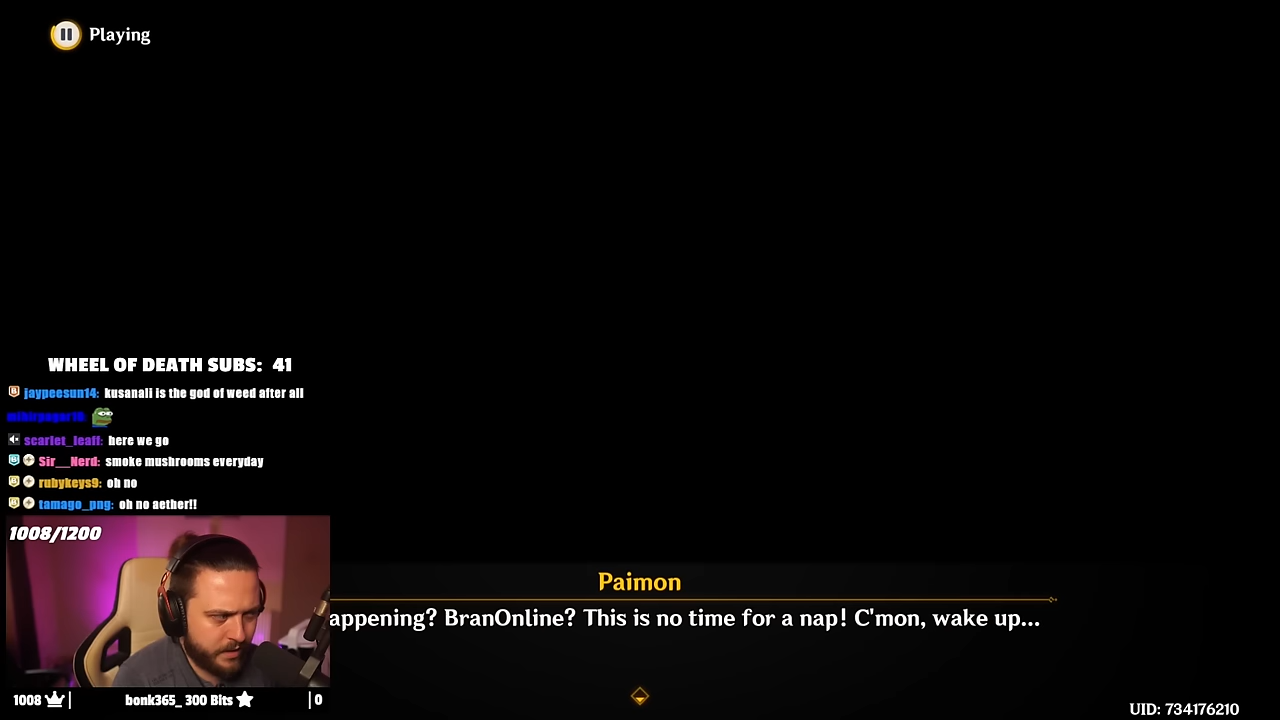 Playing
WHEEL OF DEATH SUBS: 41
jaypeesun14: kusanali is the god of weed after all
scarlet_leaff: here we go
Sir__Nerd: smoke mushrooms everyday
rubykeys9: oh no
tamago_png: oh no aether!!
1008/1200
Paimon
appening? BranOnline? This is no time for a nap! C'mon, wake up...
1008
bonk365_ 300 Bits
0
UID: 734176210